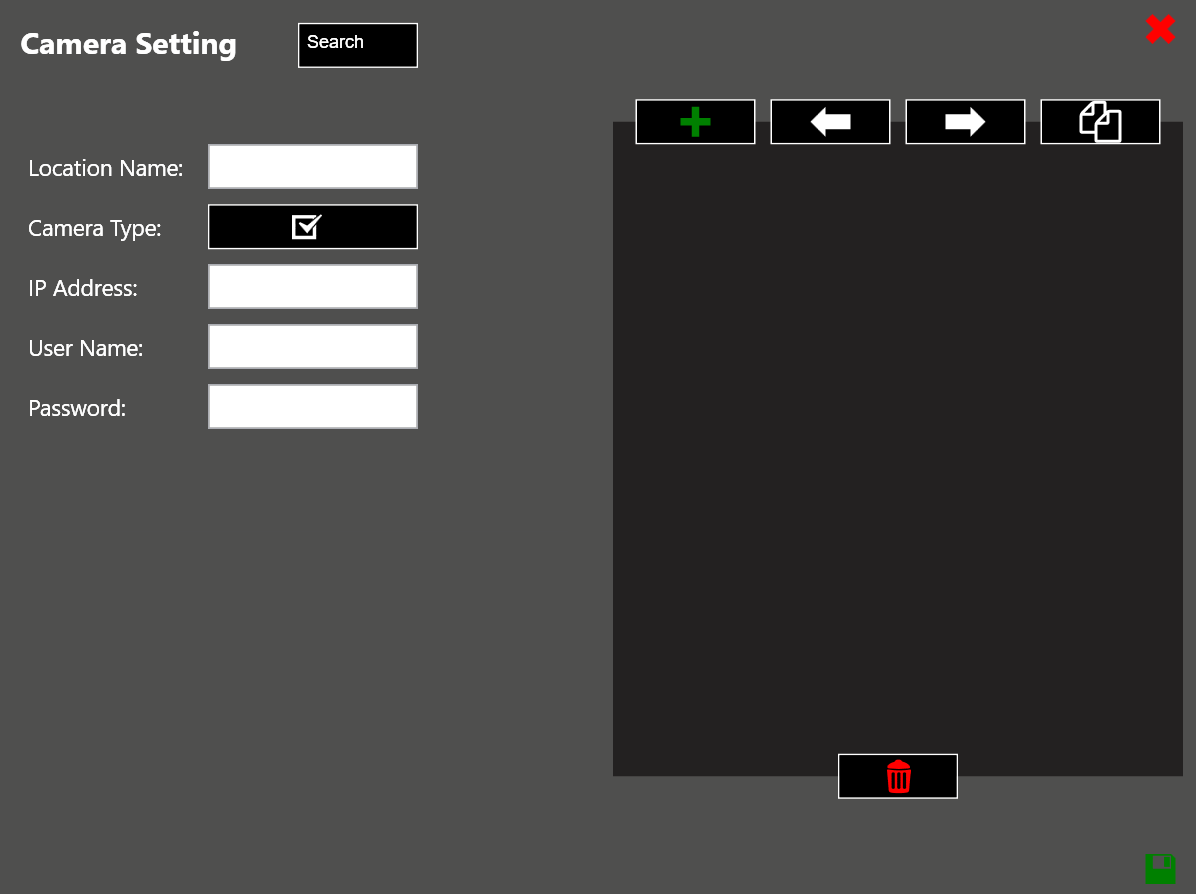 Camera Setting
Search
Location Name:
Camera Type:
IP Address:
User Name:
Password: